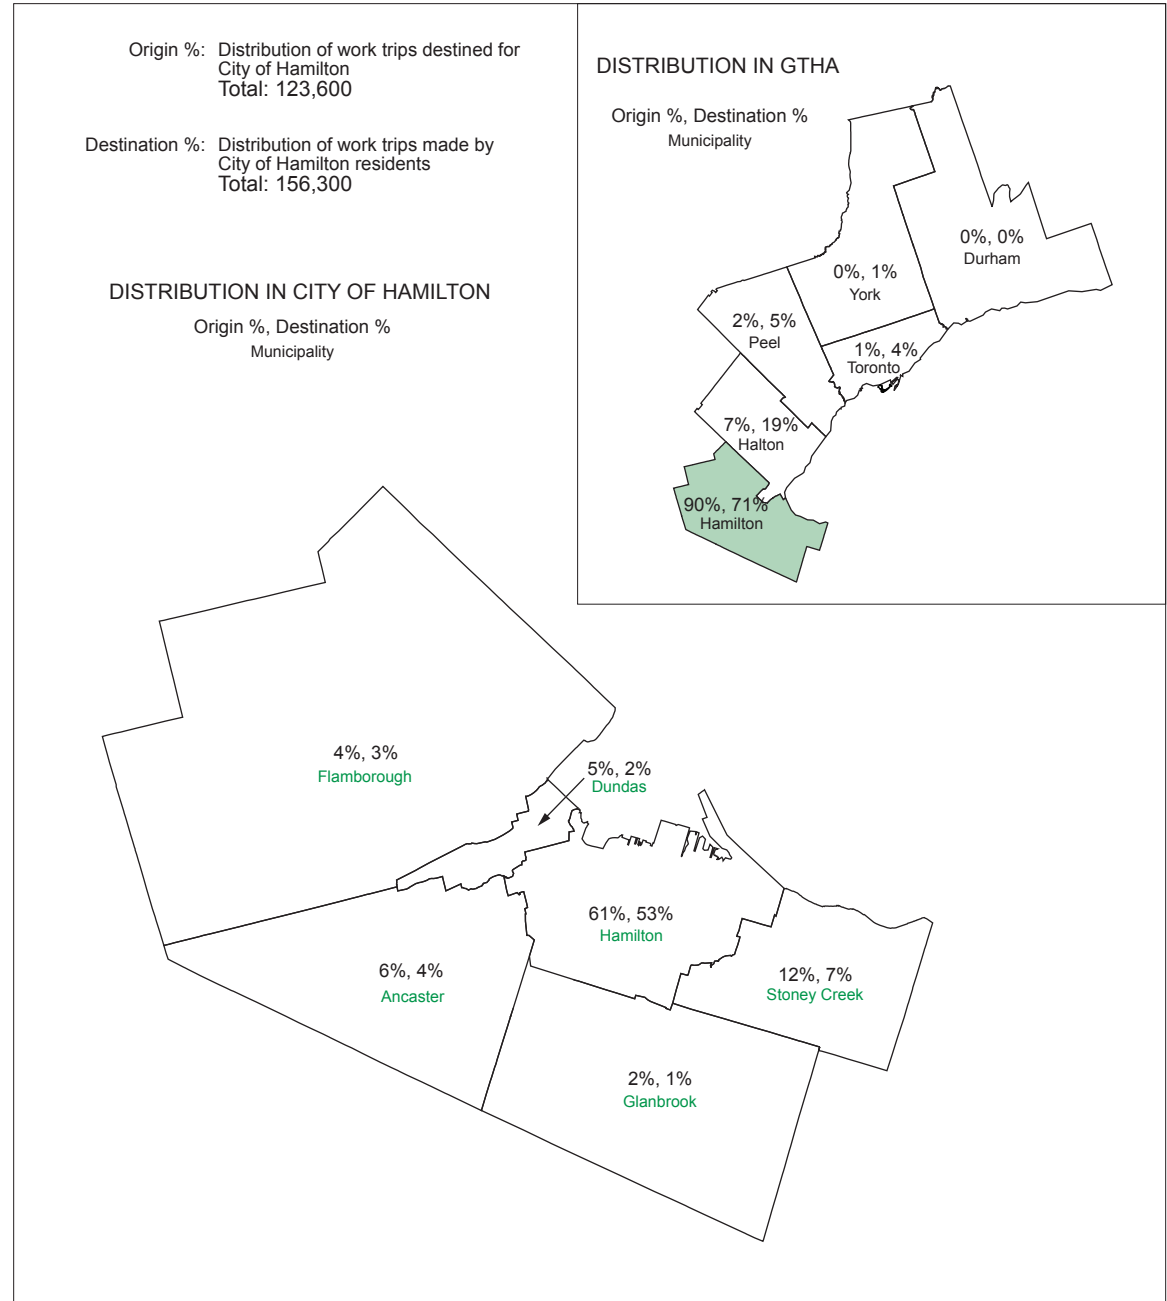 Origin %: Distribution of work trips destined for
City of Hamilton
Total: 123,600
Destination %: Distribution of work trips made by
City of Hamilton residents
Total: 156,300
DISTRIBUTION IN CITY OF HAMILTON
Origin %, Destination %
Municipality
DISTRIBUTION IN GTHA
Origin %, Destination %
Municipality
0%, 0%
Durham
0%, 1%
York
2%, 5%
Peel
1%, 4%
Toronto
7%, 19%
Halton
90%, 71%
Hamilton
4%, 3%
Flamborough
5%, 2%
Dundas
61%, 53%
Hamilton
6%, 4%
Ancaster
12%, 7%
Stoney Creek
2%, 1%
Glanbrook